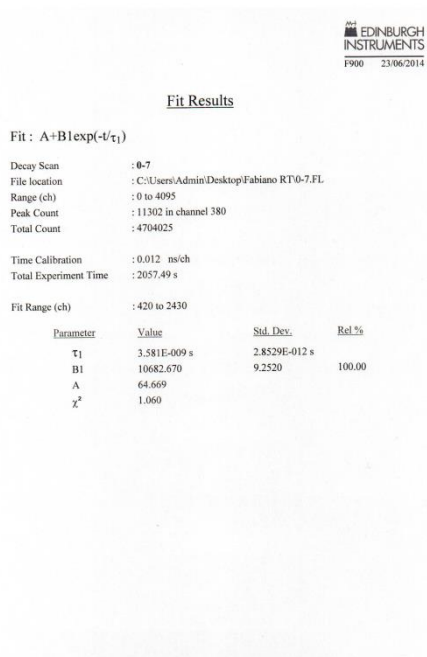 EDINBURGH
INSTRUMENTS
F900 23/06/2014
Fit Results
Fit : A+B1exp(-t/τ1)
Decay Scan : 0-7
File location : C:\Users\Admin\Desktop\Fabiano RT\0-7.FL
Range (ch) : 0 to 4095
Peak Count : 11302 in channel 380
Total Count : 4704025
Time Calibration : 0.012 ns/ch
Total Experiment Time : 2057.49 s
Fit Range (ch) : 420 to 2430
Parameter Value Std. Dev. Rel %
τ1 3.581E-009 s 2.8529E-012 s
B1 10682.670 9.2520 100.00
A 64.669
χ² 1.060